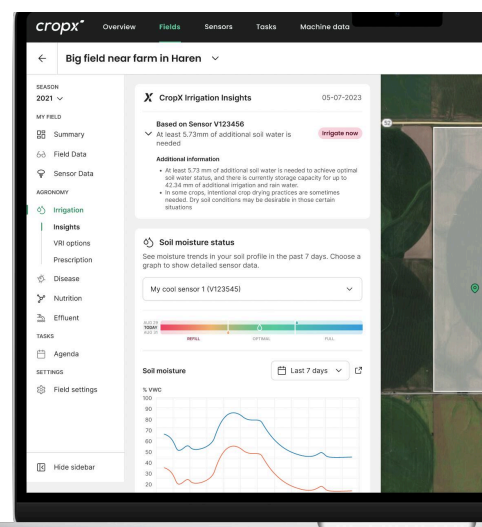 cropx
Overview Fields Sensors Tasks Machine data
Big field near farm in Haren
SEASON
2021
MY FIELD
Summary
Field Data
Sensor Data
AGRONOMY
Irrigation
Insights
VRI options
Prescription
Disease
Nutrition
Effluent
TASKS
Agenda
SETTINGS
Field settings
Hide sidebar
X CropX Irrigation Insights 05-07-2023
Based on Sensor V123456
At least 5.73mm of additional soil water is
needed
Irrigate now
Additional information
• At least 5.73 mm of additional soil water is needed to achieve optimal
soil water status, and there is currently storage capacity for up to
42.34 mm of additional irrigation and rain water.
• In some crops, intentional crop drying practices are sometimes
needed. Dry soil conditions may be desirable in those certain
situations
Soil moisture status
See moisture trends in your soil profile in the past 7 days. Choose a
graph to show detailed sensor data.
My cool sensor 1 (V123545)
AUG 29
TODAY
AUG 31
REFILL OPTIMAL FULL
Soil moisture Last 7 days
% VWC
100
90
80
70
60
50
40
30
20
52